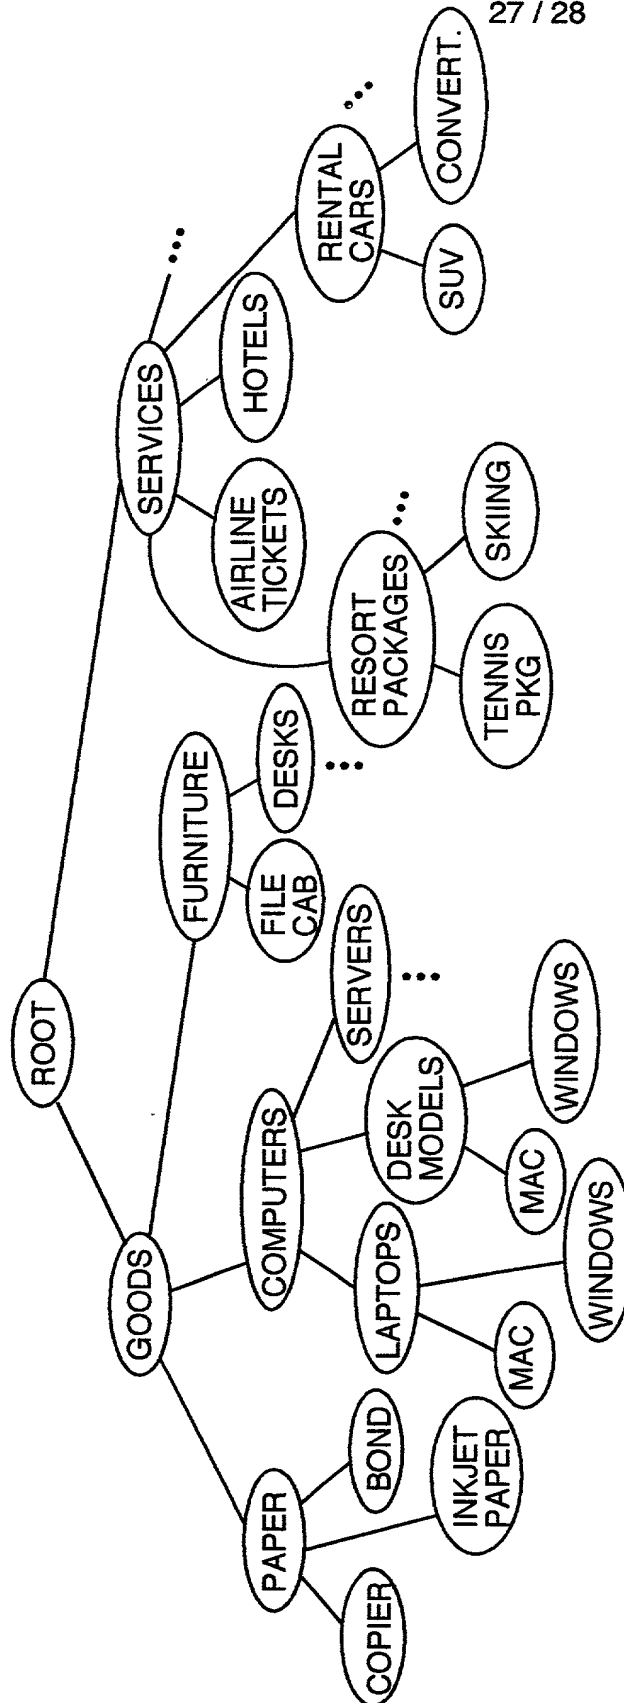 27 / 28
ROOT
GOODS
SERVICES
PAPER
COMPUTERS
FURNITURE
AIRLINE
TICKETS
HOTELS
RENTAL
CARS
COPIER
BOND
INKJET
PAPER
LAPTOPS
DESK
MODELS
SERVERS
FILE
CAB
DESKS
RESORT
PACKAGES
SUV
CONVERT.
MAC
WINDOWS
MAC
WINDOWS
TENNIS
PKG
SKIING